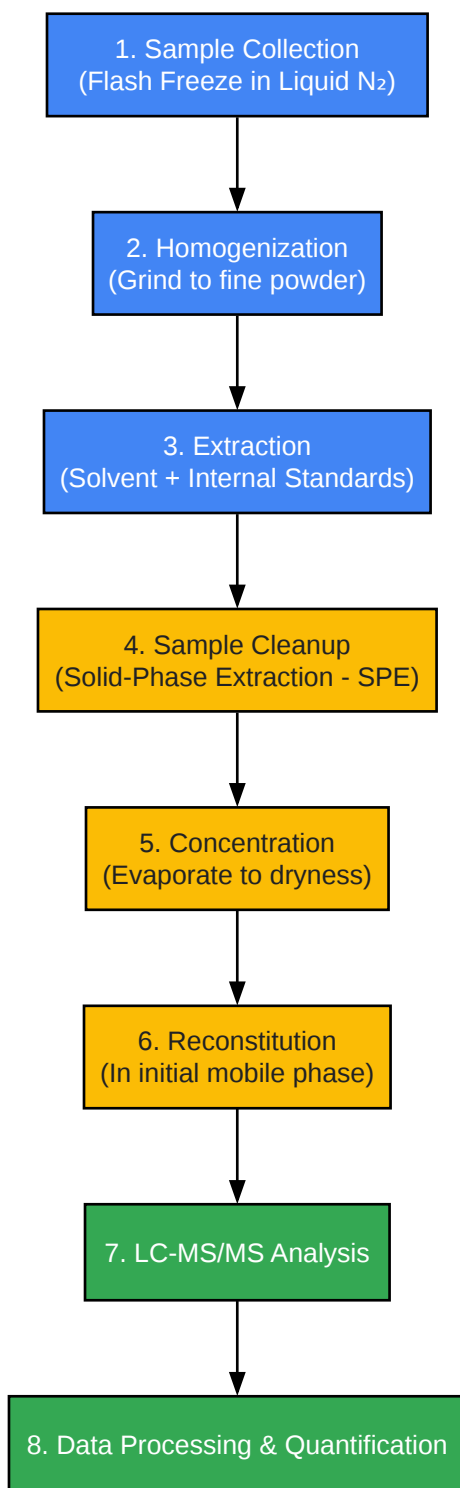 1. Sample Collection
(Flash Freeze in Liquid N₂)
2. Homogenization
(Grind to fine powder)
3. Extraction
(Solvent + Internal Standards)
4. Sample Cleanup
(Solid-Phase Extraction - SPE)
5. Concentration
(Evaporate to dryness)
6. Reconstitution
(In initial mobile phase)
7. LC-MS/MS Analysis
8. Data Processing & Quantification